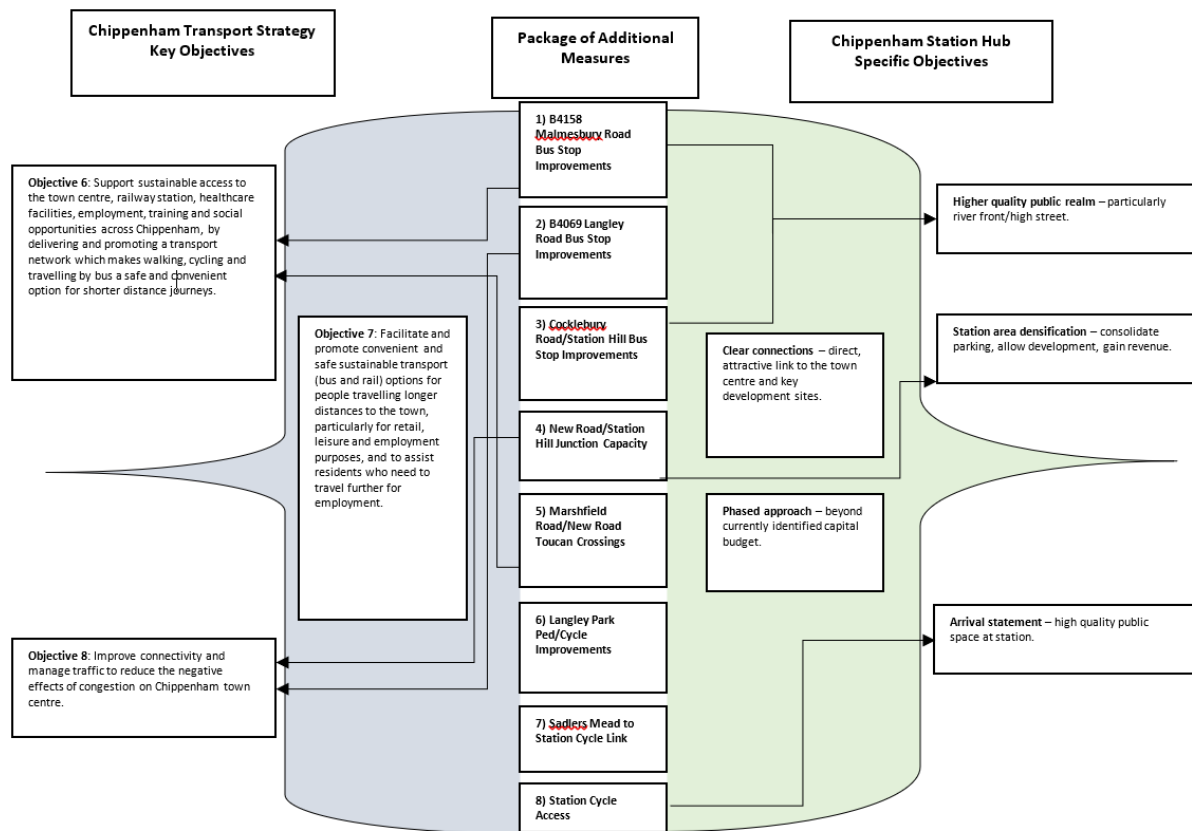 Chippenham Transport Strategy
Key Objectives
Package of Additional
Measures
Chippenham Station Hub
Specific Objectives
Objective 6: Support sustainable access to
the town centre, railway station, healthcare
facilities, employment, training and social
opportunities across Chippenham, by
delivering and promoting a transport
network which makes walking, cycling and
travelling by bus a safe and convenient
option for shorter distance journeys.
Objective 7: Facilitate and
promote convenient and
safe sustainable transport
(bus and rail) options for
people travelling longer
distances to the town,
particularly for retail,
leisure and employment
purposes, and to assist
residents who need to
travel further for
employment.
Objective 8: Improve connectivity and
manage traffic to reduce the negative
effects of congestion on Chippenham town
centre.
1) B4158
Malmesbury Road
Bus Stop
Improvements
2) B4069 Langley
Road Bus Stop
Improvements
3) Cocklebury
Road/Station Hill Bus
Stop Improvements
4) New Road/Station
Hill Junction Capacity
5) Marshfield
Road/New Road
Toucan Crossings
6) Langley Park
Ped/Cycle
Improvements
7) Sadlers Mead to
Station Cycle Link
8) Station Cycle
Access
Clear connections – direct,
attractive link to the town
centre and key
development sites.
Phased approach – beyond
currently identified capital
budget.
Higher quality public realm – particularly
river front/high street.
Station area densification – consolidate
parking, allow development, gain revenue.
Arrival statement – high quality public
space at station.